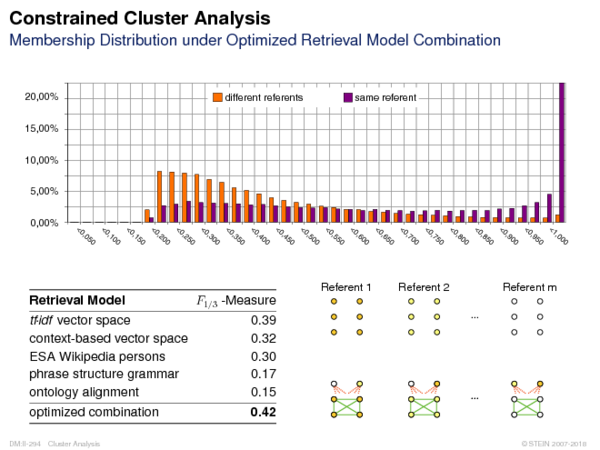 Constrained Cluster Analysis
Membership Distribution under Optimized Retrieval Model Combination
different referents same referent
20,00%
15,00%
10,00%
5,00%
0,00%
<0,050 <0,100 <0,150 <0,200 <0,250 <0,300 <0,350 <0,400 <0,450 <0,500 <0,550 <0,600 <0,650 <0,700 <0,750 <0,800 <0,850 <0,900 <0,950 <1,000
Retrieval Model F1/3 -Measure
tf·idf vector space 0.39
context-based vector space 0.32
ESA Wikipedia persons 0.30
phrase structure grammar 0.17
ontology alignment 0.15
optimized combination 0.42
Referent 1 Referent 2 Referent m
...
...
DM:II-294 Cluster Analysis © STEIN 2007-2018